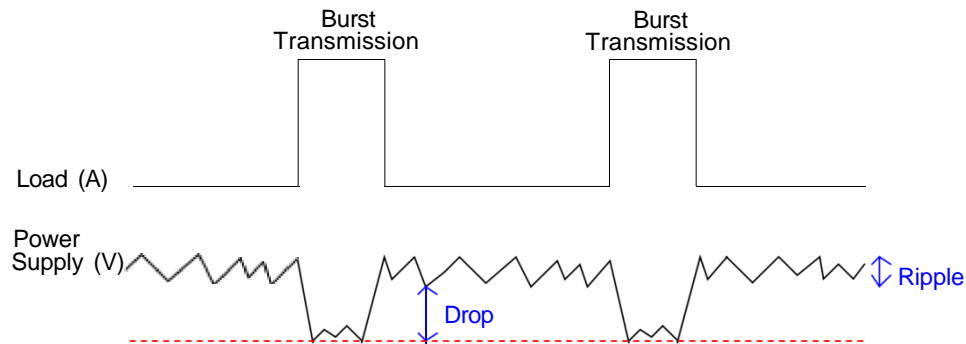 Burst
Transmission
Burst
Transmission
Load (A)
Power
Supply (V)
Ripple
Drop